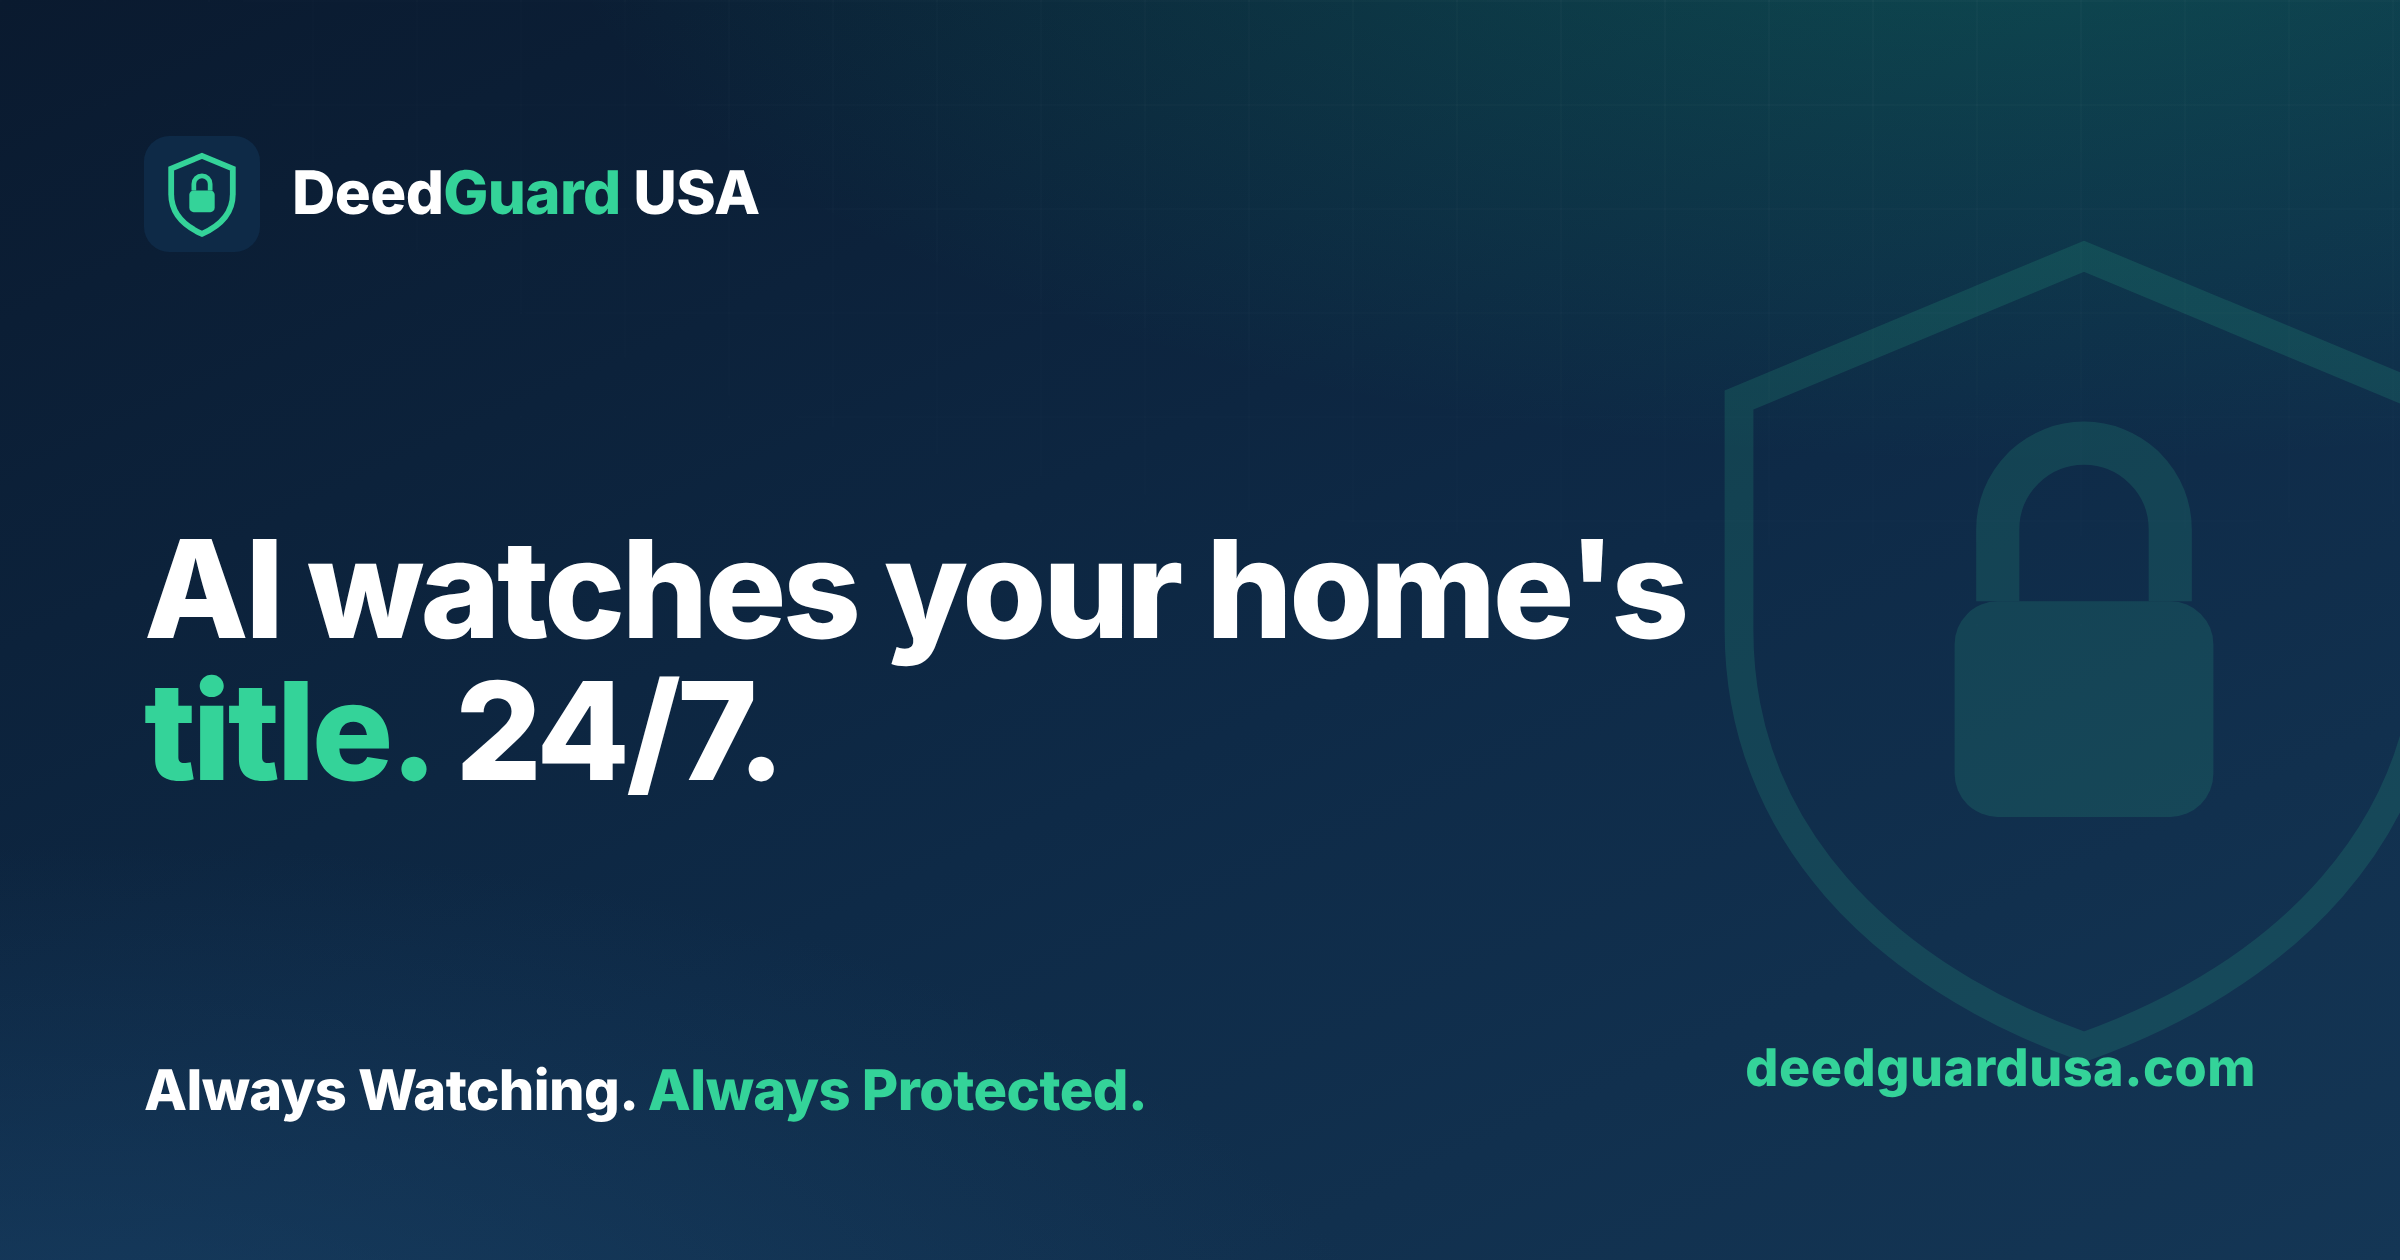 DeedGuard USA
AI watches your home's
title. 24/7.
Always Watching. Always Protected.
deedguardusa.com